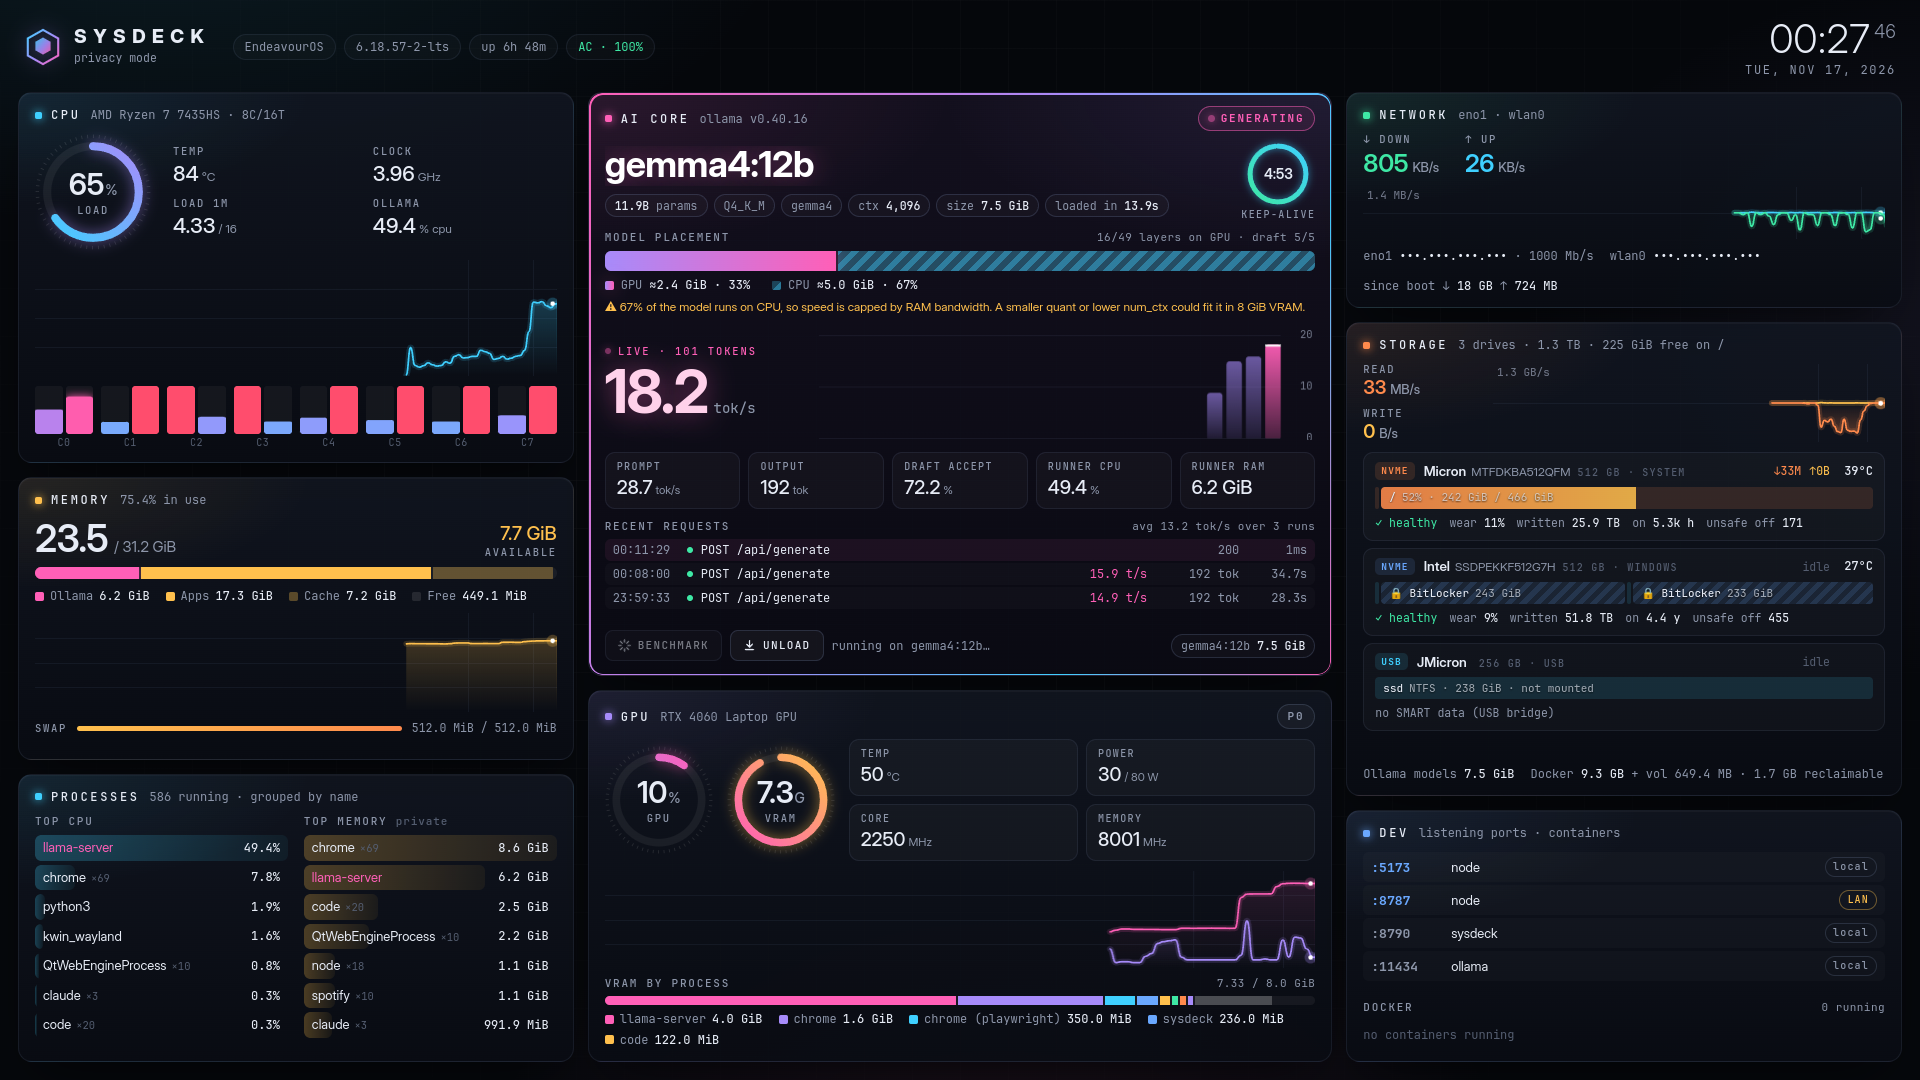 SYSDECK
privacy mode
EndeavourOS
6.18.57-2-lts
up 6h 48m
AC · 100%
00:27 46
TUE, NOV 17, 2026
CPU AMD Ryzen 7 7435HS · 8C/16T
65%
LOAD
TEMP
84 °C
CLOCK
3.96 GHz
LOAD 1M
4.33 / 16
OLLAMA
49.4 % cpu
C0 C1 C2 C3 C4 C5 C6 C7
MEMORY 75.4% in use
23.5 / 31.2 GiB
7.7 GiB
AVAILABLE
Ollama 6.2 GiB Apps 17.3 GiB Cache 7.2 GiB Free 449.1 MiB
SWAP 512.0 MiB / 512.0 MiB
PROCESSES 586 running · grouped by name
TOP CPU
llama-server 49.4%
chrome ×69 7.8%
python3 1.9%
kwin_wayland 1.6%
QtWebEngineProcess ×10 0.8%
claude ×3 0.3%
code ×20 0.3%
TOP MEMORY private
chrome ×69 8.6 GiB
llama-server 6.2 GiB
code ×20 2.5 GiB
QtWebEngineProcess ×10 2.2 GiB
node ×18 1.1 GiB
spotify ×10 1.1 GiB
claude ×3 991.9 MiB
AI CORE ollama v0.40.16
GENERATING
gemma4:12b
4:53
KEEP-ALIVE
11.9B params
Q4_K_M
gemma4
ctx 4,096
size 7.5 GiB
loaded in 13.9s
MODEL PLACEMENT 16/49 layers on GPU · draft 5/5
GPU ≈2.4 GiB · 33% CPU ≈5.0 GiB · 67%
⚠ 67% of the model runs on CPU, so speed is capped by RAM bandwidth. A smaller quant or lower num_ctx could fit it in 8 GiB VRAM.
LIVE · 101 TOKENS
18.2 tok/s
20
10
0
PROMPT
28.7 tok/s
OUTPUT
192 tok
DRAFT ACCEPT
72.2 %
RUNNER CPU
49.4 %
RUNNER RAM
6.2 GiB
RECENT REQUESTS avg 13.2 tok/s over 3 runs
00:11:29 POST /api/generate 200 1ms
00:08:00 POST /api/generate 15.9 t/s 192 tok 34.7s
23:59:33 POST /api/generate 14.9 t/s 192 tok 28.3s
BENCHMARK
UNLOAD
running on gemma4:12b…
gemma4:12b 7.5 GiB
GPU RTX 4060 Laptop GPU
P0
10%
GPU
7.3G
VRAM
TEMP
50 °C
POWER
30 / 80 W
CORE
2250 MHz
MEMORY
8001 MHz
VRAM BY PROCESS 7.33 / 8.0 GiB
llama-server 4.0 GiB chrome 1.6 GiB chrome (playwright) 350.0 MiB sysdeck 236.0 MiB
code 122.0 MiB
NETWORK eno1 · wlan0
↓ DOWN
805 KB/s
↑ UP
26 KB/s
1.4 MB/s
eno1 •••.•••.•••.••• · 1000 Mb/s wlan0 •••.•••.•••.•••
since boot ↓ 18 GB ↑ 724 MB
STORAGE 3 drives · 1.3 TB · 225 GiB free on /
READ
33 MB/s
WRITE
0 B/s
1.3 GB/s
NVME Micron MTFDKBA512QFM 512 GB · SYSTEM ↓33M ↑0B 39°C
/ 52% · 242 GiB / 466 GiB
✓ healthy wear 11% written 25.9 TB on 5.3k h unsafe off 171
NVME Intel SSDPEKKF512G7H 512 GB · WINDOWS idle 27°C
🔒 BitLocker 243 GiB 🔒 BitLocker 233 GiB
✓ healthy wear 9% written 51.8 TB on 4.4 y unsafe off 455
USB JMicron 256 GB · USB idle
ssd NTFS · 238 GiB · not mounted
no SMART data (USB bridge)
Ollama models 7.5 GiB Docker 9.3 GB + vol 649.4 MB · 1.7 GB reclaimable
DEV listening ports · containers
:5173 node local
:8787 node LAN
:8790 sysdeck local
:11434 ollama local
DOCKER 0 running
no containers running